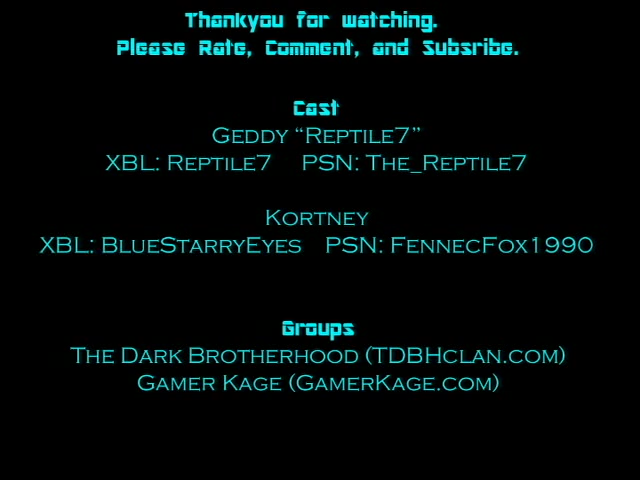 Thankyou for watching.
Please Rate, Comment, and Subsribe.
Cast
Geddy “Reptile7”
XBL: Reptile7 PSN: The_Reptile7
Kortney
XBL: BlueStarryEyes PSN: FennecFox1990
Groups
The Dark Brotherhood (TDBHclan.com)
Gamer Kage (GamerKage.com)